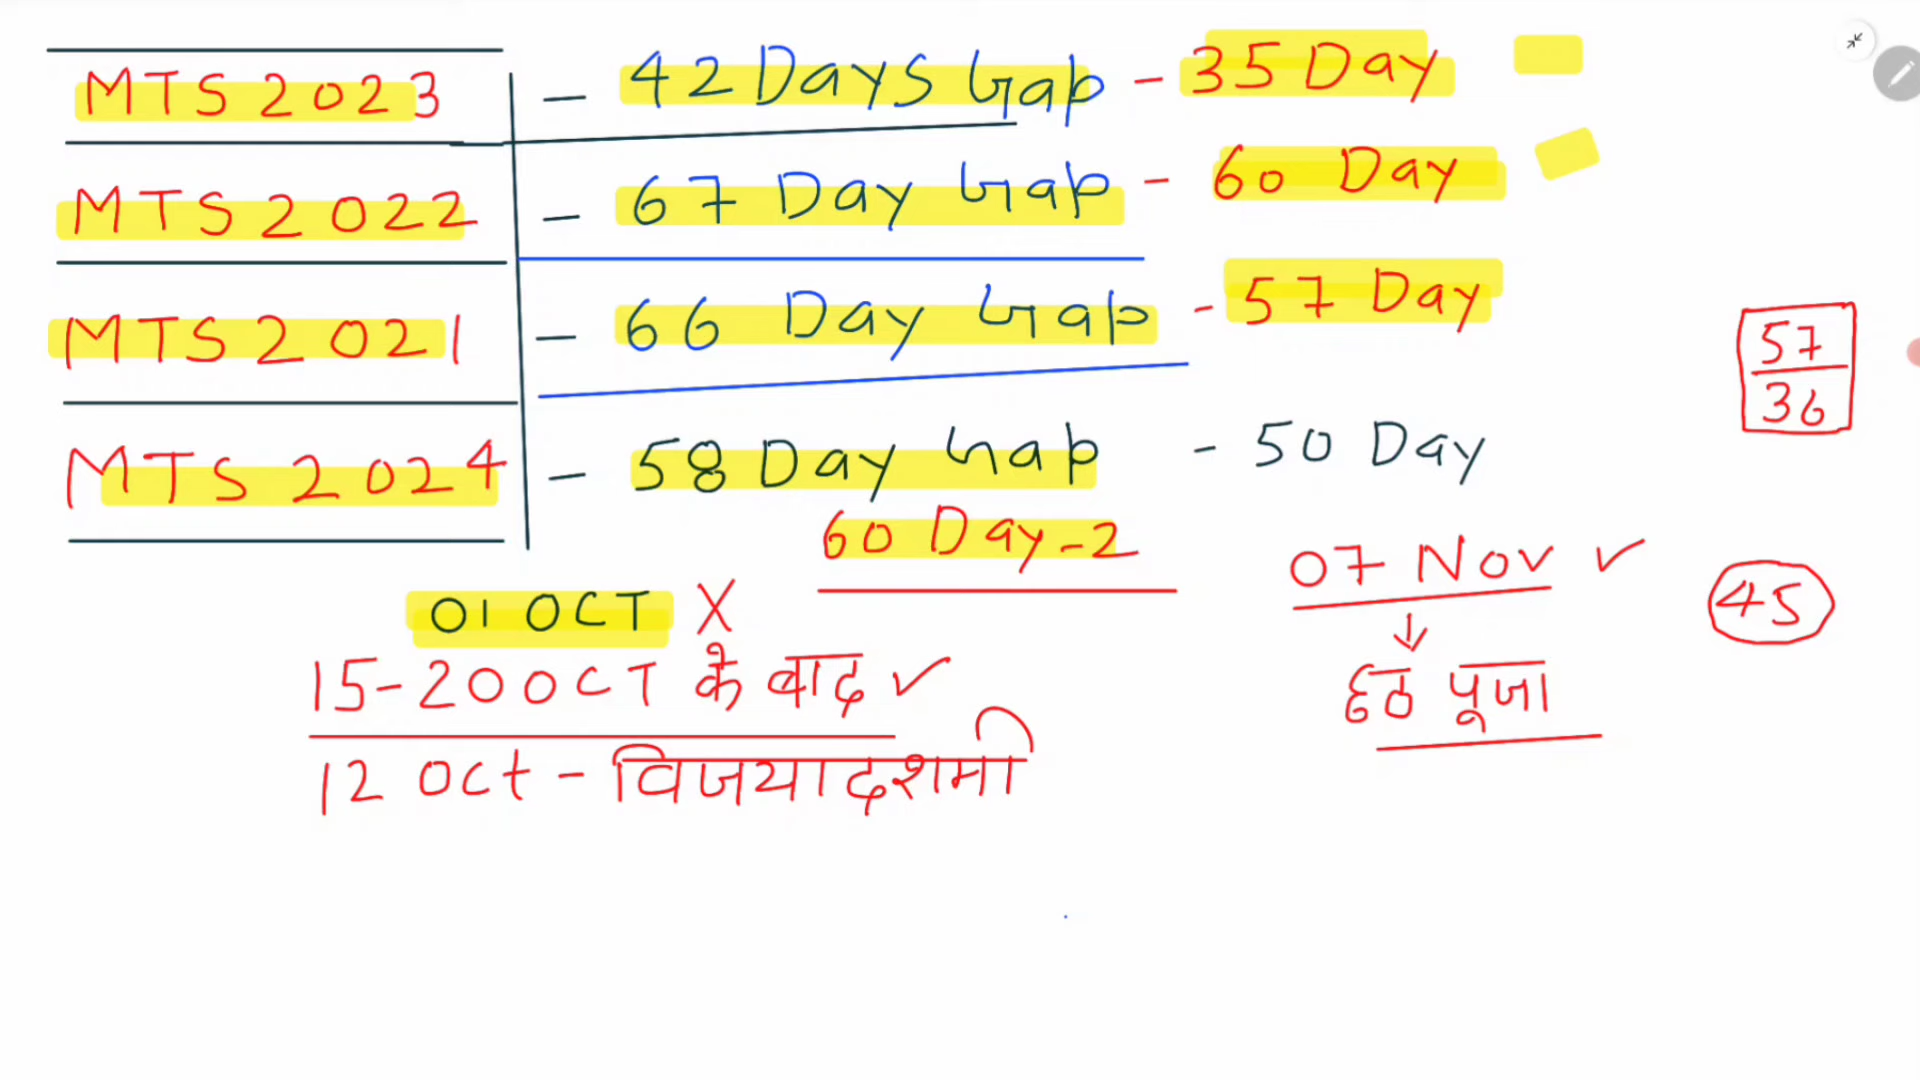 MTS 2023 - 42 Days Gap - 35 Day
MTS 2022 - 67 Day Gap - 60 Day
MTS 2021 - 66 Day Gap - 57 Day
57
36
MTS 2024 - 58 Day Gap - 50 Day
60 Day - 2
07 Nov ✓
45
01 OCT X
↓
15-20 OCT के बाद ✓
छठ पूजा
12 Oct - विजयादशमी